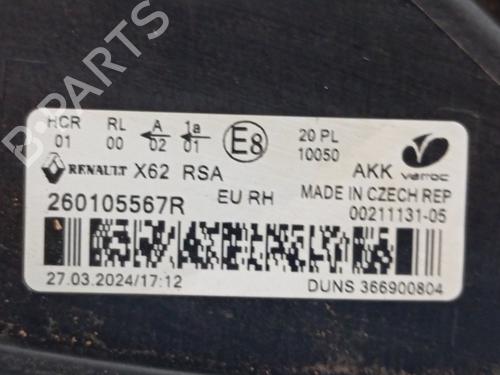 HCR RL A 1a
01 00 02 01 E8 20 PL
10050
AKK varroc
RENAULT X62 RSA
EU RH MADE IN CZECH REP
260105567R 00211131-05
27.03.2024/17:12 DUNS 366900804
B-PARTS